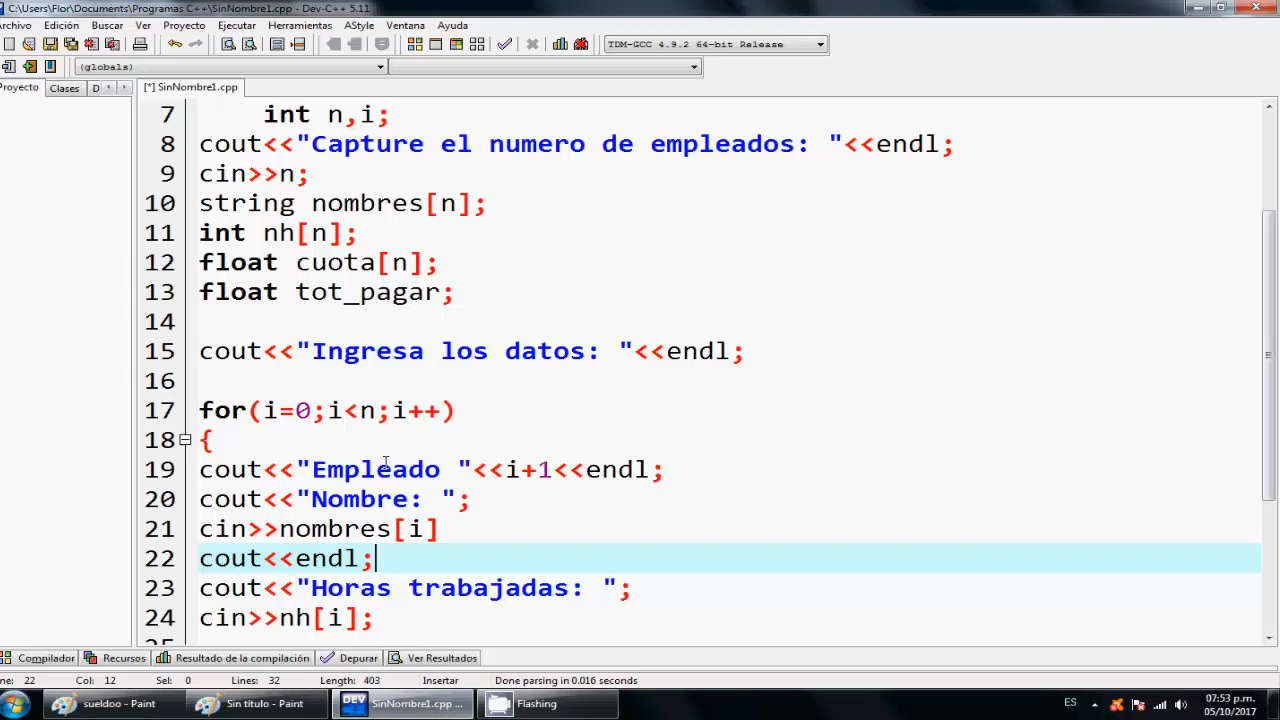 C:\Users\Flor\Documents\Programas C++\SinNombre1.cpp - Dev-C++ 5.11
Archivo Edición Buscar Ver Proyecto Ejecutar Herramientas AStyle Ventana Ayuda
TDM-GCC 4.9.2 64-bit Release
(globals)
Proyecto Clases D [*] SinNombre1.cpp
7 int n,i;
8 cout<<"Capture el numero de empleados: "<<endl;
9 cin>>n;
10 string nombres[n];
11 int nh[n];
12 float cuota[n];
13 float tot_pagar;
14
15 cout<<"Ingresa los datos: "<<endl;
16
17 for(i=0;i<n;i++)
18 {
19 cout<<"Empleado "<<i+1<<endl;
20 cout<<"Nombre: ";
21 cin>>nombres[i]
22 cout<<endl;
23 cout<<"Horas trabajadas: ";
24 cin>>nh[i];
Compilador Recursos Resultado de la compilación Depurar Ver Resultados
ne: 22 Col: 12 Sel: 0 Lines: 32 Length: 403 Insertar Done parsing in 0.016 seconds
sueldoo - Paint Sin título - Paint DEV SinNombre1.cpp ... Flashing ES 07:53 p.m.
05/10/2017